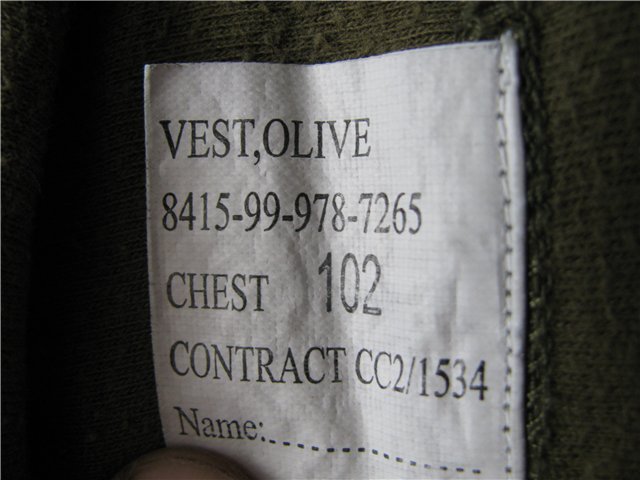 VEST,OLIVE
8415-99-978-7265
CHEST 102
CONTRACT CC2/1534
Name:....................